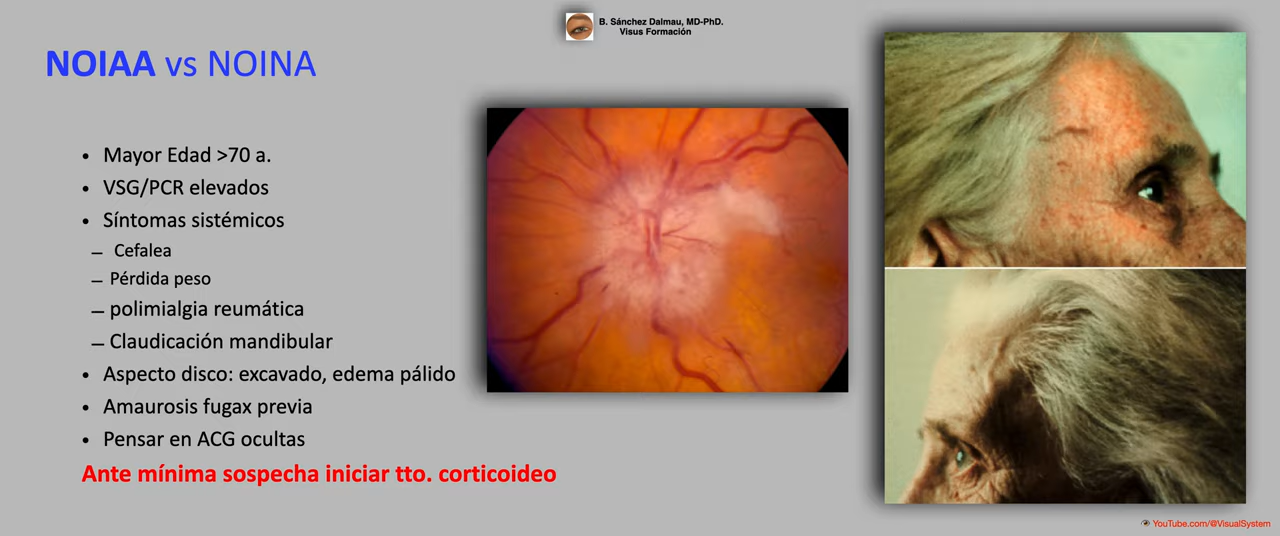 B. Sánchez Dalmau, MD-PhD.
Visus Formación
NOIAA vs NOINA
• Mayor Edad >70 a.
• VSG/PCR elevados
• Síntomas sistémicos
– Cefalea
– Pérdida peso
– polimialgia reumática
– Claudicación mandibular
• Aspecto disco: excavado, edema pálido
• Amaurosis fugax previa
• Pensar en ACG ocultas
Ante mínima sospecha iniciar tto. corticoideo
YouTube.com/@VisualSystem